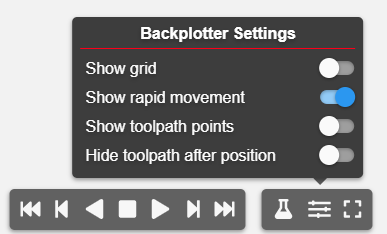 Backplotter Settings
Show grid
Show rapid movement
Show toolpath points
Hide toolpath after position